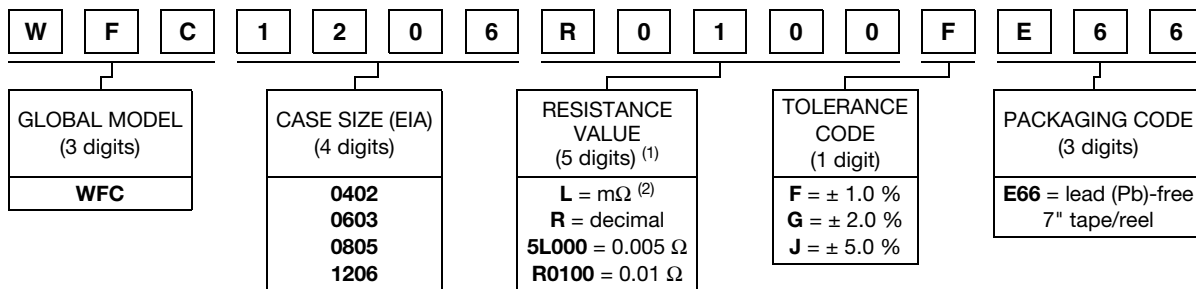 W F C 1 2 0 6 R 0 1 0 0 F E 6 6
GLOBAL MODEL
(3 digits)
WFC
CASE SIZE (EIA)
(4 digits)
0402
0603
0805
1206
RESISTANCE
VALUE
(5 digits) (1)
L = mΩ (2)
R = decimal
5L000 = 0.005 Ω
R0100 = 0.01 Ω
TOLERANCE
CODE
(1 digit)
F = ± 1.0 %
G = ± 2.0 %
J = ± 5.0 %
PACKAGING CODE
(3 digits)
E66 = lead (Pb)-free
7" tape/reel